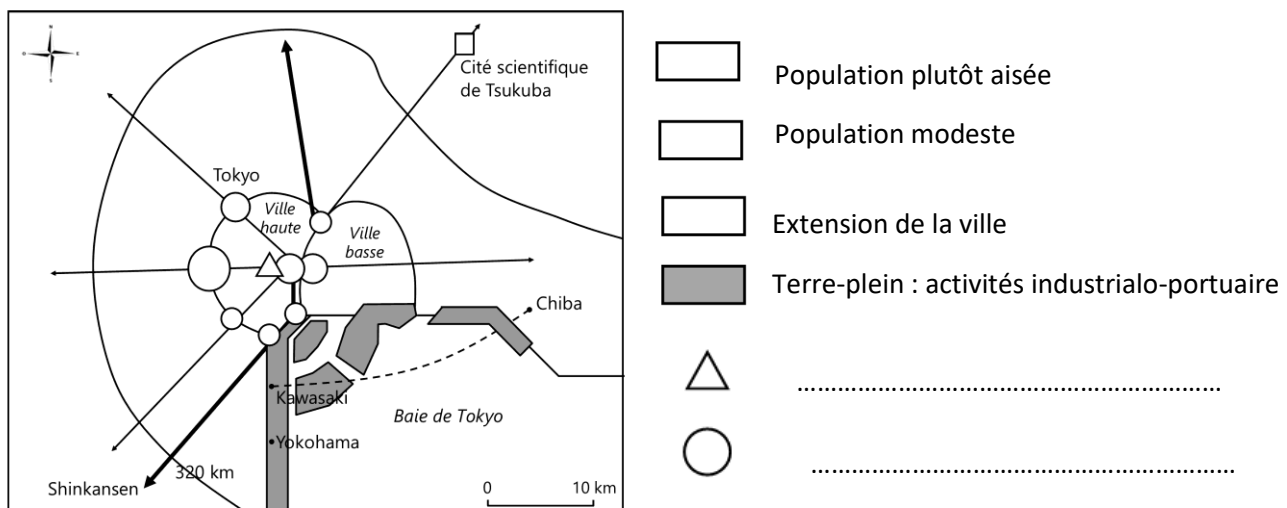 Cité scientifique
de Tsukuba
Tokyo
Ville
haute
Ville
basse
Chiba
Kawasaki
Baie de Tokyo
Yokohama
320 km
Shinkansen
0 10 km
Population plutôt aisée
Population modeste
Extension de la ville
Terre-plein : activités industrialo-portuaire
..............................................................
..............................................................